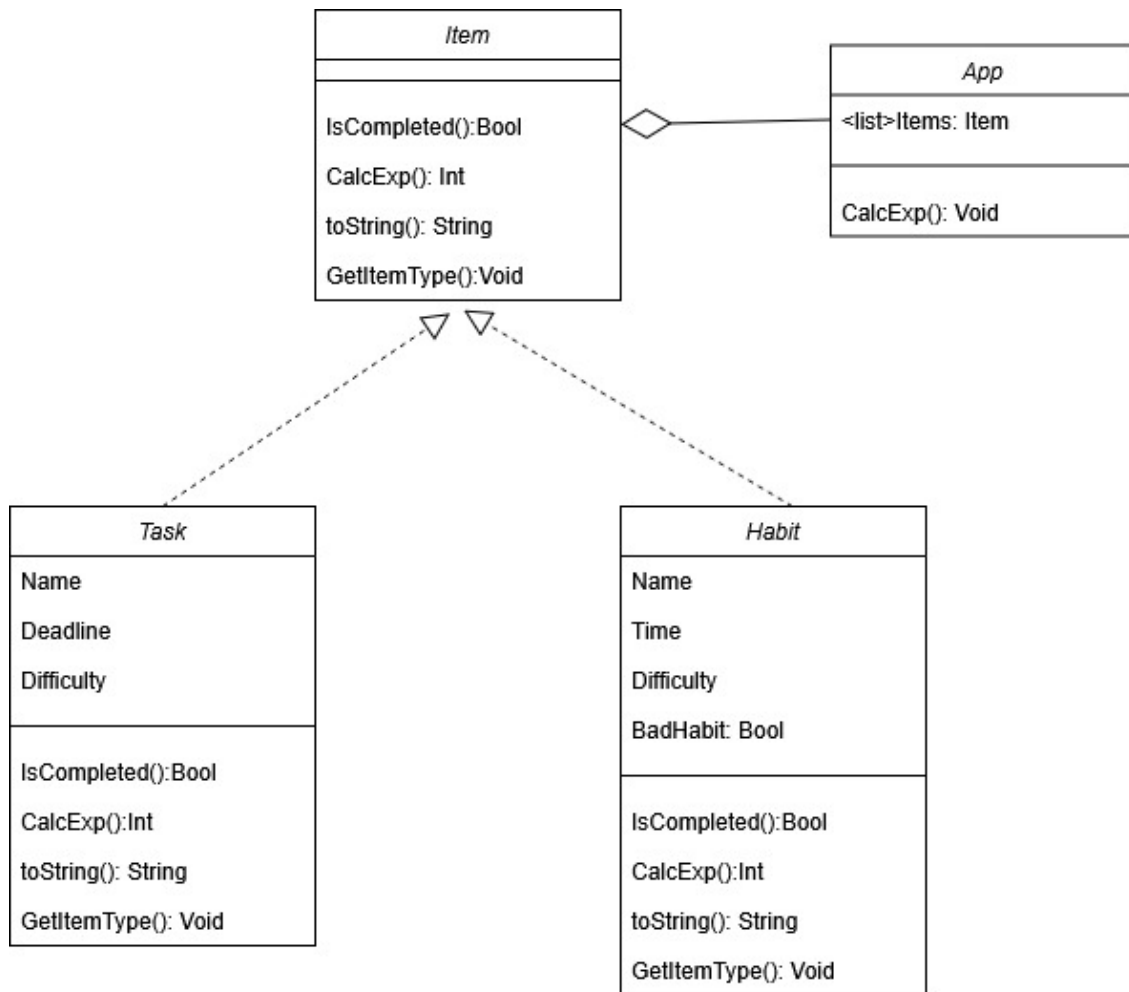 Item
IsCompleted():Bool
CalcExp(): Int
toString(): String
GetItemType():Void
App
<list>Items: Item
CalcExp(): Void
Task
Name
Deadline
Difficulty
IsCompleted():Bool
CalcExp():Int
toString(): String
GetItemType(): Void
Habit
Name
Time
Difficulty
BadHabit: Bool
IsCompleted():Bool
CalcExp():Int
toString(): String
GetItemType(): Void